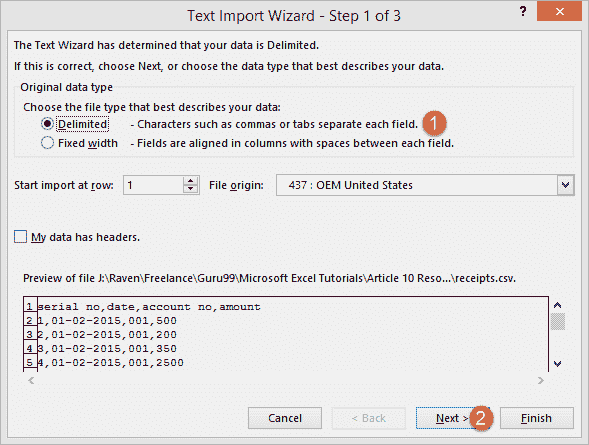 Text Import Wizard - Step 1 of 3
?
The Text Wizard has determined that your data is Delimited.
If this is correct, choose Next, or choose the data type that best describes your data.
Original data type
Choose the file type that best describes your data:
Delimited - Characters such as commas or tabs separate each field. 1
Fixed width - Fields are aligned in columns with spaces between each field.
Start import at row: 1 File origin: 437 : OEM United States
My data has headers.
Preview of file J:\Raven\Freelance\Guru99\Microsoft Excel Tutorials\Article 10 Reso...\receipts.csv.
1 serial no,date,account no,amount
2 1,01-02-2015,001,500
3 2,01-02-2015,001,200
4 3,01-02-2015,001,350
5 4,01-02-2015,001,2500
Cancel < Back Next > 2 Finish